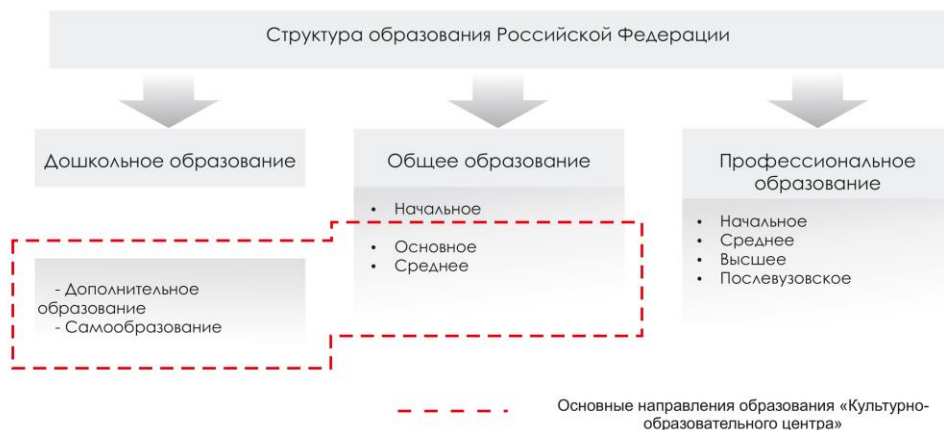 Структура образования Российской Федерации
Дошкольное образование
- Дополнительное
образование
- Самообразование
Общее образование
• Начальное
• Основное
• Среднее
Профессиональное
образование
• Начальное
• Среднее
• Высшее
• Послевузовское
Основные направления образования «Культурно-
образовательного центра»